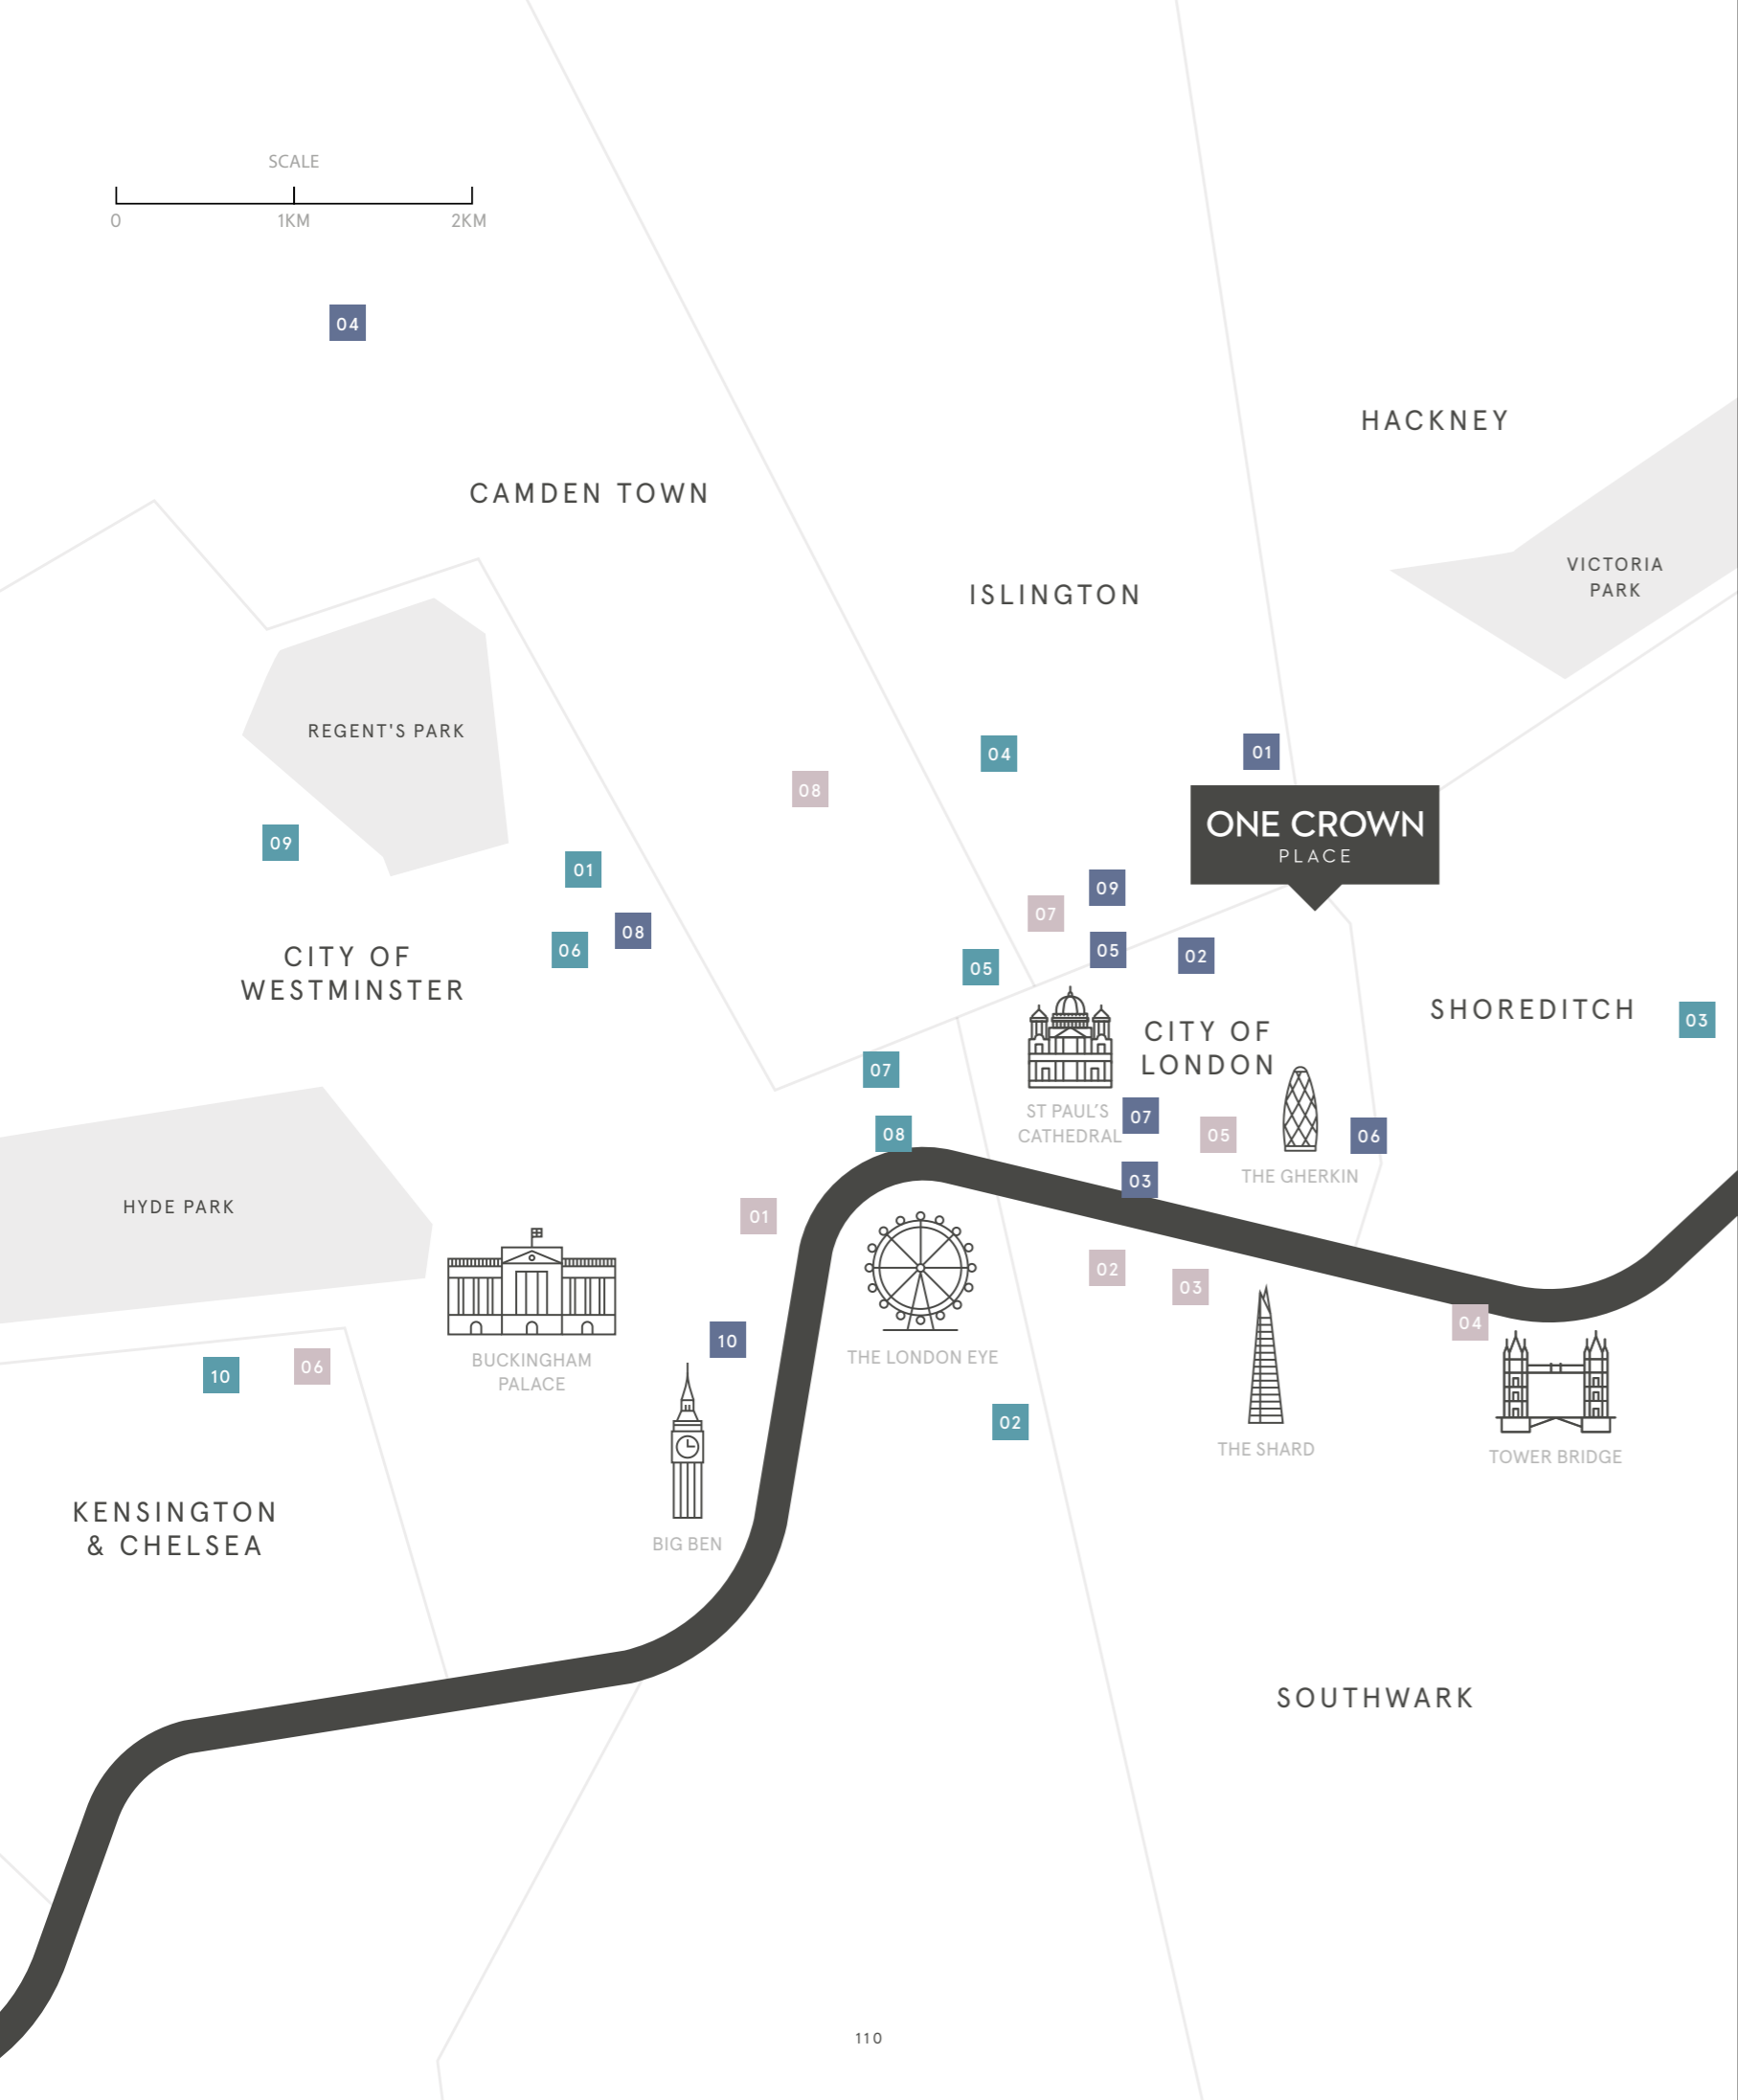 SCALE
0 1KM 2KM
04
HACKNEY
CAMDEN TOWN
VICTORIA
PARK
ISLINGTON
REGENT'S PARK
04
01
08
ONE CROWN
PLACE
09
01
09
07
08
06
05
02
05
CITY OF
WESTMINSTER
SHOREDITCH
03
CITY OF
LONDON
07
ST PAUL'S
CATHEDRAL
07
08
05
06
THE GHERKIN
03
HYDE PARK
01
02
03
04
10
BUCKINGHAM
PALACE
THE LONDON EYE
10
06
02
THE SHARD
TOWER BRIDGE
KENSINGTON
& CHELSEA
BIG BEN
SOUTHWARK
110